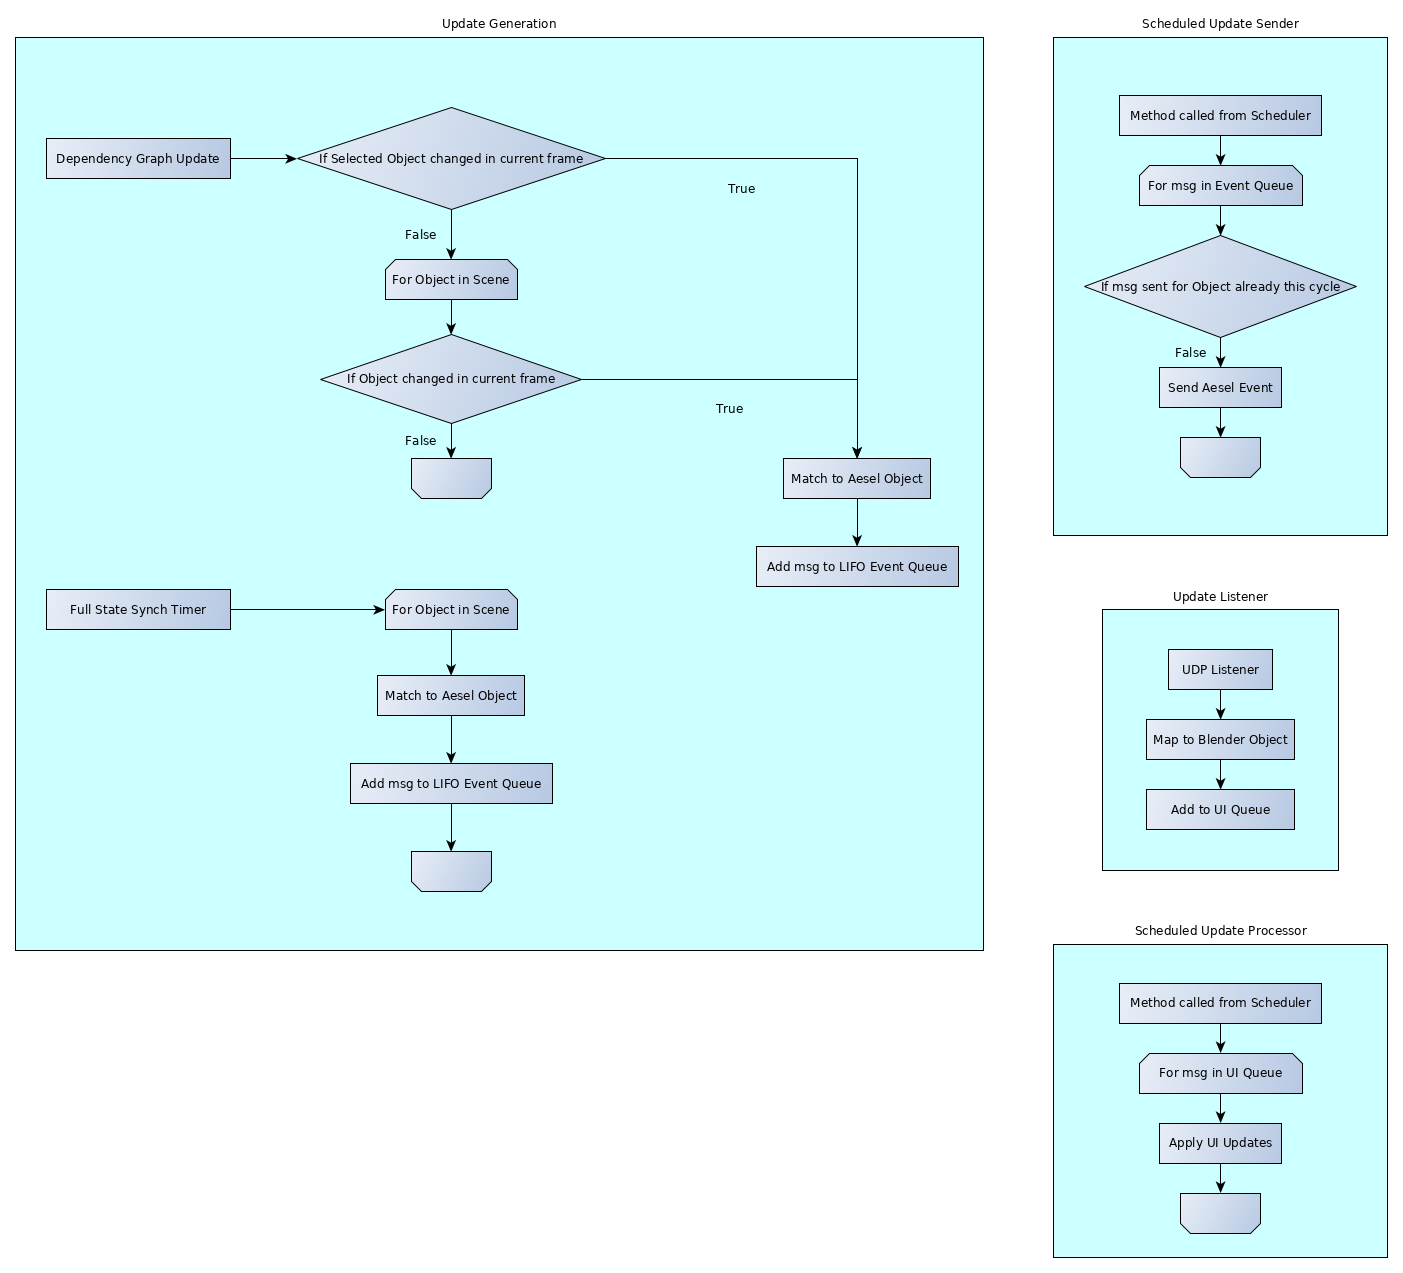 Update Generation
Dependency Graph Update
If Selected Object changed in current frame
True
False
For Object in Scene
If Object changed in current frame
True
False
Match to Aesel Object
Add msg to LIFO Event Queue
Full State Synch Timer
For Object in Scene
Match to Aesel Object
Add msg to LIFO Event Queue
Scheduled Update Sender
Method called from Scheduler
For msg in Event Queue
If msg sent for Object already this cycle
False
Send Aesel Event
Update Listener
UDP Listener
Map to Blender Object
Add to UI Queue
Scheduled Update Processor
Method called from Scheduler
For msg in UI Queue
Apply UI Updates